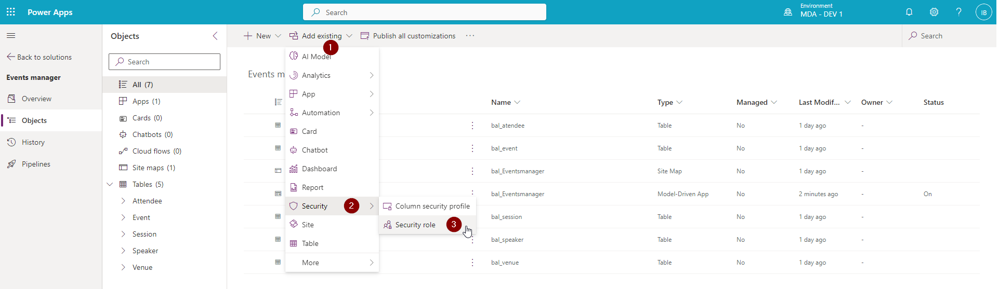 Power Apps
Search
Environment
MDA - DEV 1
IB
Back to solutions
Events manager
Overview
Objects
History
Pipelines
Objects
Search
All (7)
Apps (1)
Cards (0)
Chatbots (0)
Cloud flows (0)
Site maps (1)
Tables (5)
Attendee
Event
Session
Speaker
Venue
New
Add existing
Publish all customizations
Search
1
AI Model
Analytics
App
Automation
Card
Chatbot
Dashboard
Report
Security
2
Site
Table
More
Column security profile
Security role
3
Events m
Name Type Managed Last Modif... Owner Status
bal_atendee Table No 1 day ago -
bal_event Table No 1 day ago -
bal_Eventsmanager Site Map No 1 day ago -
bal_Eventsmanager Model-Driven App No 2 minutes ago - On
bal_session Table No 1 day ago -
bal_speaker Table No 1 day ago -
bal_venue Table No 1 day ago -